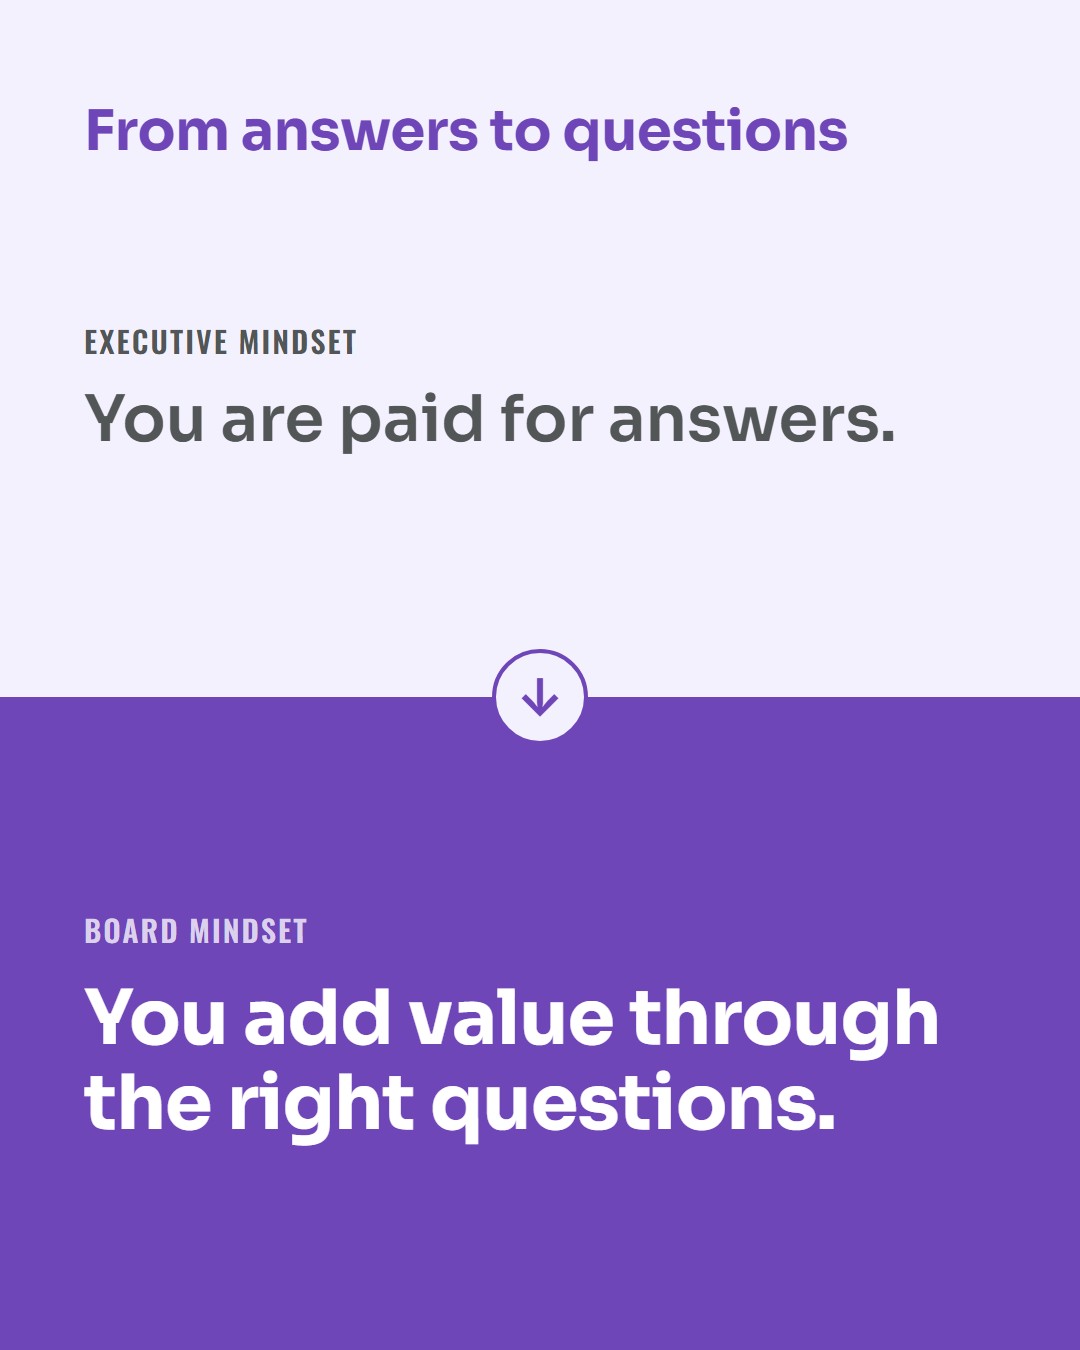 From answers to questions
EXECUTIVE MINDSET
You are paid for answers.
BOARD MINDSET
You add value through
the right questions.